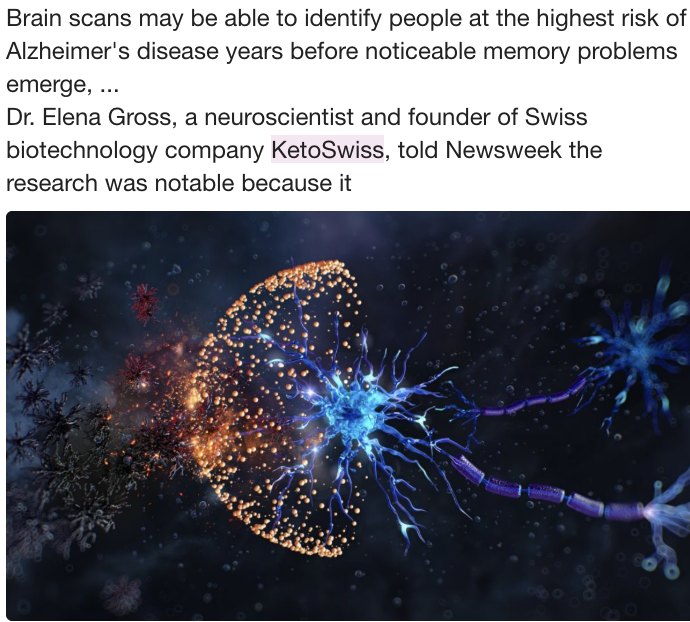 Brain scans may be able to identify people at the highest risk of
Alzheimer's disease years before noticeable memory problems
emerge, ...
Dr. Elena Gross, a neuroscientist and founder of Swiss
biotechnology company KetoSwiss, told Newsweek the
research was notable because it